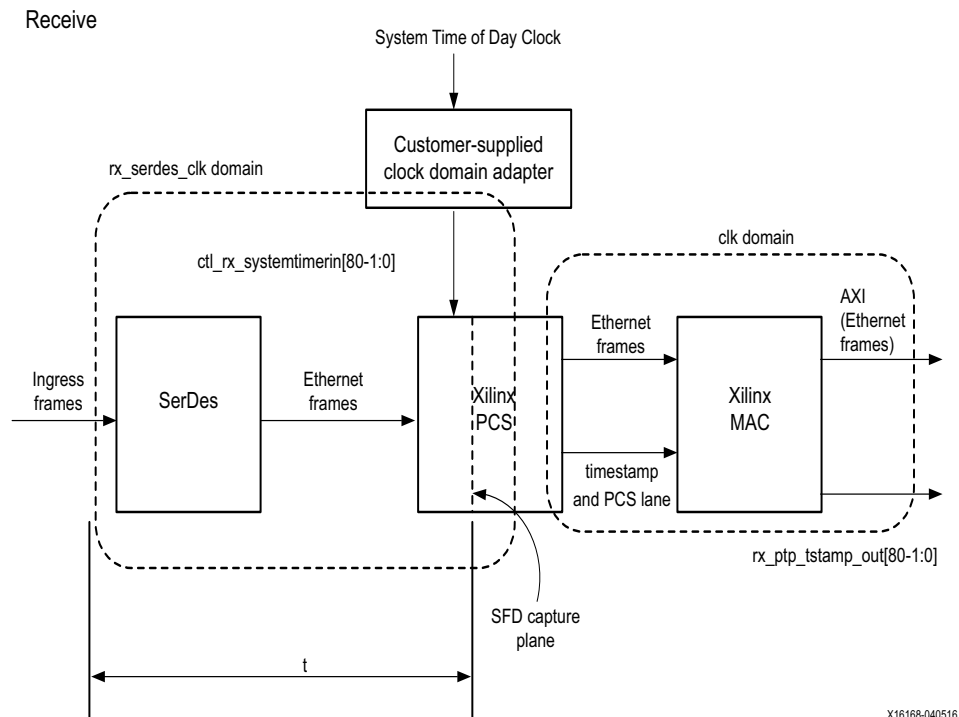 Receive
System Time of Day Clock
Customer-supplied
clock domain adapter
rx_serdes_clk domain
clk domain
ctl_rx_systemtimerin[80-1:0]
AXI
(Ethernet
frames)
Ethernet
frames
Ingress
frames
SerDes
Ethernet
frames
Xilinx
PCS
Xilinx
MAC
timestamp
and PCS lane
rx_ptp_tstamp_out[80-1:0]
SFD capture
plane
t
X16168-040516